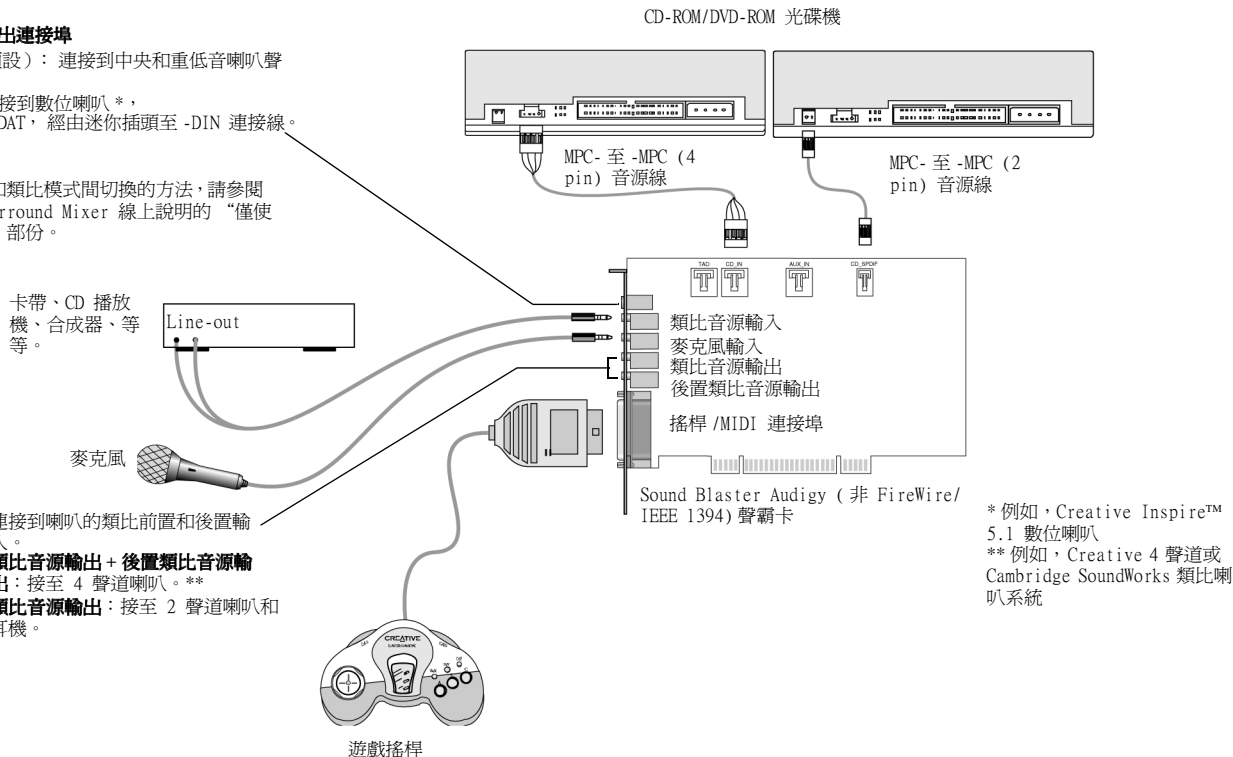 CD-ROM/DVD-ROM 光碟機
出連接埠
設）： 連接到中央和重低音喇叭聲
接到數位喇叭 *，
DAT， 經由迷你插頭至 -DIN 連接線。
類比模式間切換的方法，請參閱
rround Mixer 線上說明的 “僅使
部份。
MPC- 至 -MPC (4
pin) 音源線
MPC- 至 -MPC (2
pin) 音源線
TAD
CD_IN
AUX_IN
CD_SPDIF
卡帶、CD 播放
機、合成器、等
等。
Line-out
類比音源輸入
麥克風輸入
類比音源輸出
後置類比音源輸出
搖桿 /MIDI 連接埠
麥克風
Sound Blaster Audigy ( 非 FireWire/
IEEE 1394) 聲霸卡
連接到喇叭的類比前置和後置輸
。
類比音源輸出 + 後置類比音源輸
出：接至 4 聲道喇叭。**
類比音源輸出：接至 2 聲道喇叭和
耳機。
* 例如，Creative Inspire™
5.1 數位喇叭
** 例如，Creative 4 聲道或
Cambridge SoundWorks 類比喇
叭系統
CREATIVE
遊戲搖桿